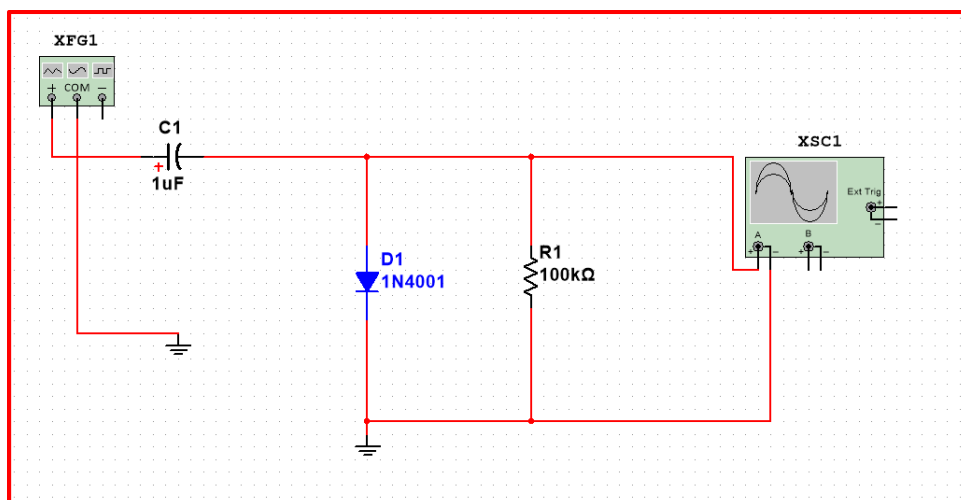 XFG1
+ COM −
C1
+
1uF
XSC1
Ext Trig
+
−
A
B
+ −
+ −
D1
1N4001
R1
100kΩ